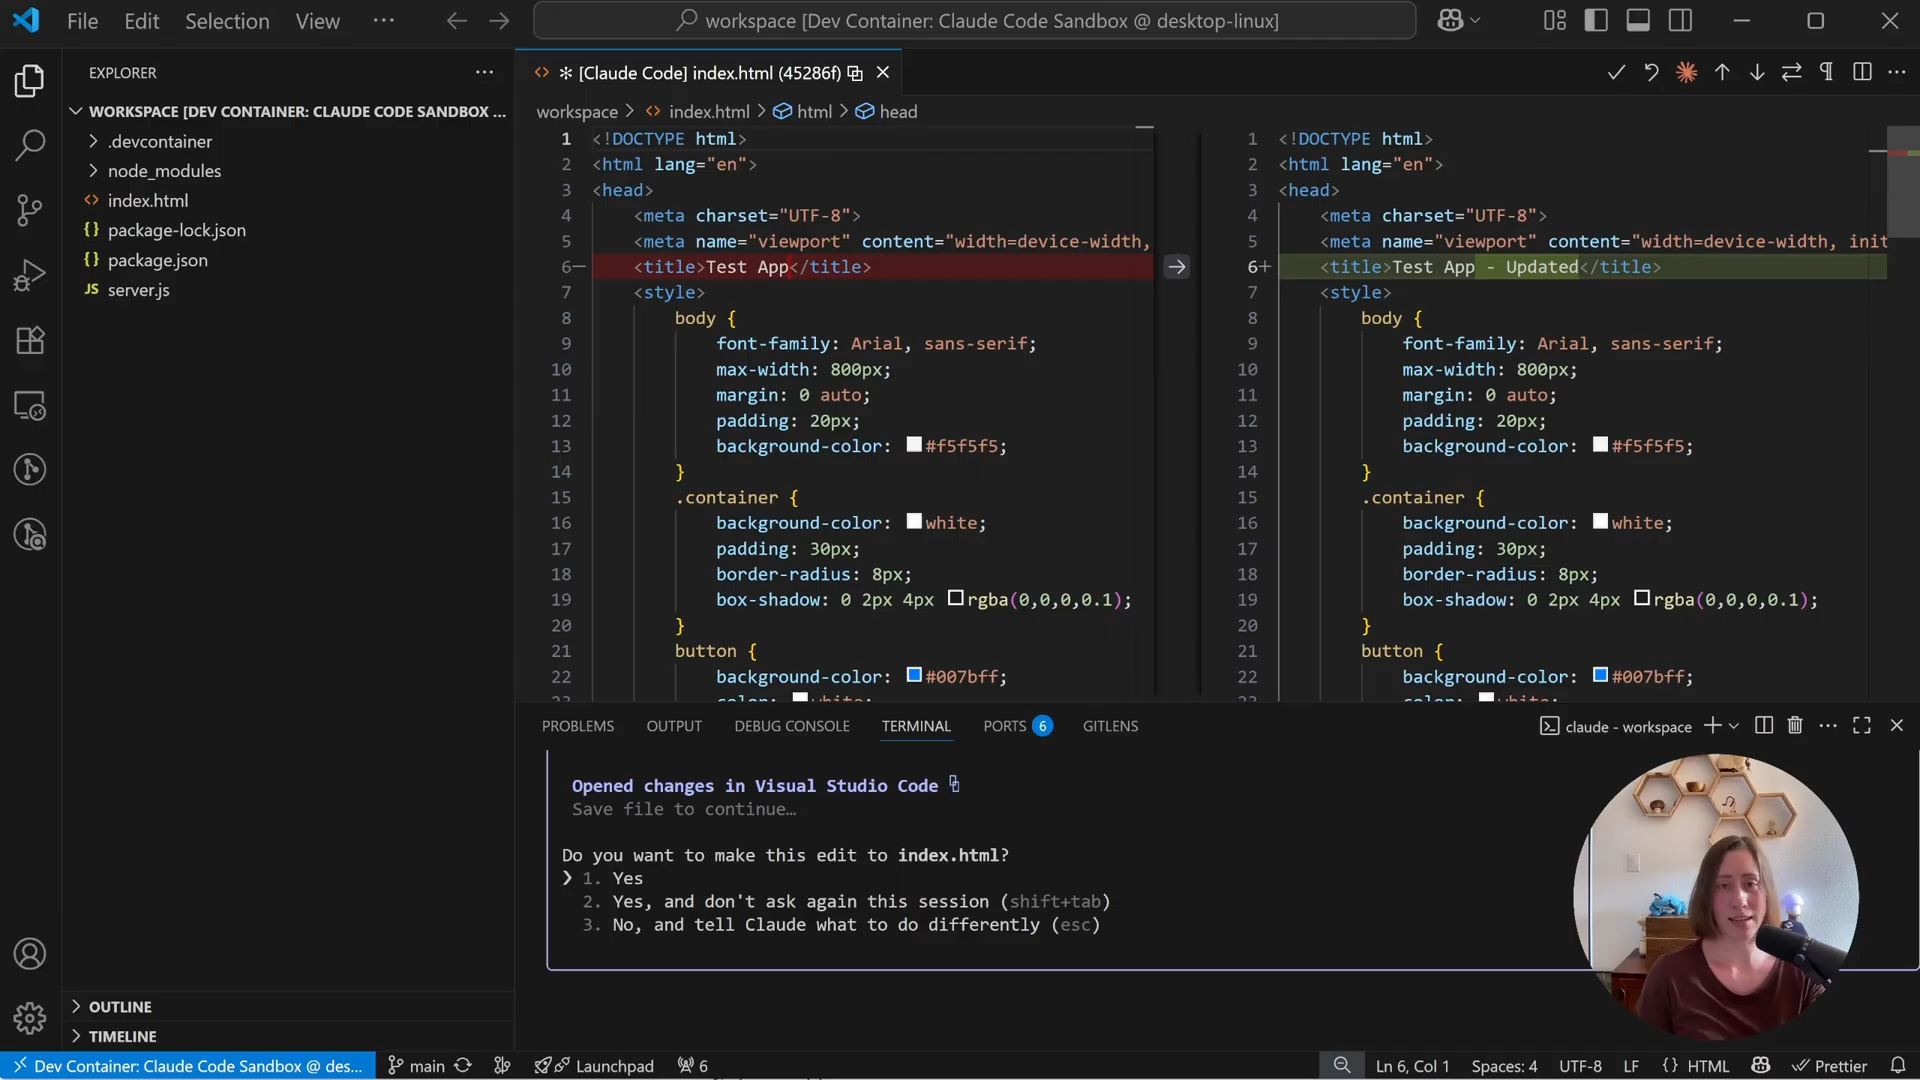 File Edit Selection View ··· workspace [Dev Container: Claude Code Sandbox @ desktop-linux]
EXPLORER
WORKSPACE [DEV CONTAINER: CLAUDE CODE SANDBOX ...
.devcontainer
node_modules
index.html
package-lock.json
package.json
JS server.js
OUTLINE
TIMELINE
[Claude Code] index.html (45286f)
workspace > index.html > html > head
1 <!DOCTYPE html>
2 <html lang="en">
3 <head>
4 <meta charset="UTF-8">
5 <meta name="viewport" content="width=device-width,
6− <title>Test App</title>
7 <style>
8 body {
9 font-family: Arial, sans-serif;
10 max-width: 800px;
11 margin: 0 auto;
12 padding: 20px;
13 background-color: #f5f5f5;
14 }
15 .container {
16 background-color: white;
17 padding: 30px;
18 border-radius: 8px;
19 box-shadow: 0 2px 4px rgba(0,0,0,0.1);
20 }
21 button {
22 background-color: #007bff;
23 color: white;
1 <!DOCTYPE html>
2 <html lang="en">
3 <head>
4 <meta charset="UTF-8">
5 <meta name="viewport" content="width=device-width, init
6+ <title>Test App - Updated</title>
7 <style>
8 body {
9 font-family: Arial, sans-serif;
10 max-width: 800px;
11 margin: 0 auto;
12 padding: 20px;
13 background-color: #f5f5f5;
14 }
15 .container {
16 background-color: white;
17 padding: 30px;
18 border-radius: 8px;
19 box-shadow: 0 2px 4px rgba(0,0,0,0.1);
20 }
21 button {
22 background-color: #007bff;
color: white;
PROBLEMS OUTPUT DEBUG CONSOLE TERMINAL PORTS 6 GITLENS claude - workspace
Opened changes in Visual Studio Code
Save file to continue…
Do you want to make this edit to index.html?
❯ 1. Yes
2. Yes, and don't ask again this session (shift+tab)
3. No, and tell Claude what to do differently (esc)
Dev Container: Claude Code Sandbox @ des... main Launchpad 6 Ln 6, Col 1 Spaces: 4 UTF-8 LF {} HTML Prettier